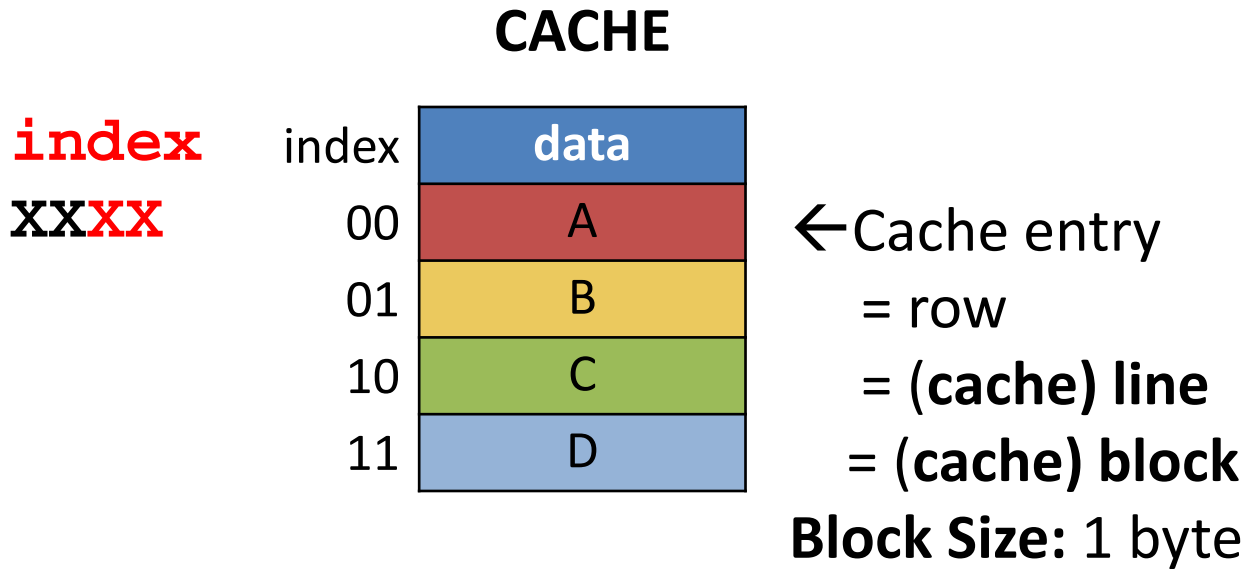 CACHE
index
XXXX
index data
00 A
01 B
10 C
11 D
←Cache entry
= row
= (cache) line
= (cache) block
Block Size: 1 byte